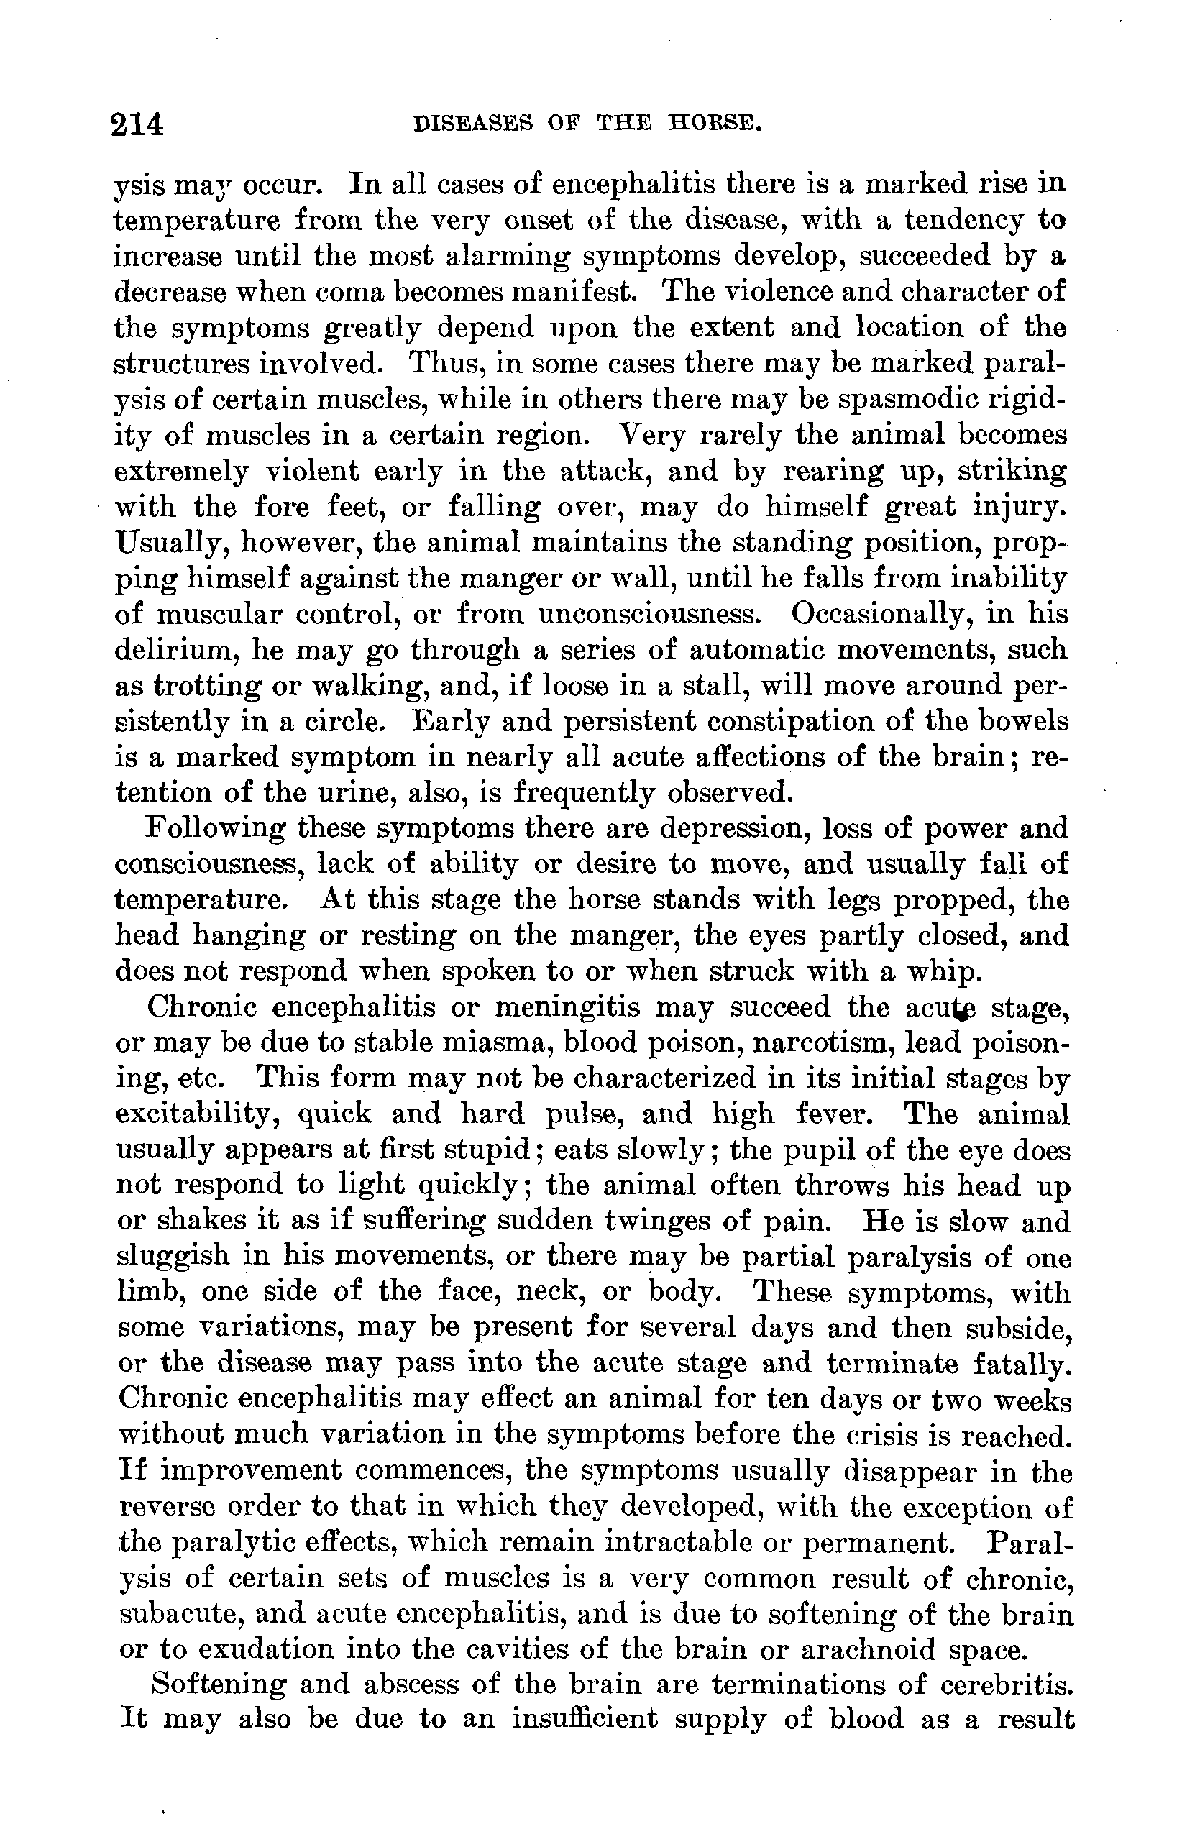 214 DISEASES OF THE HORSE.
ysis may occur. In all cases of encephalitis there is a marked rise in
temperature from the very onset of the disease, with a tendency to
increase until the most alarming symptoms develop, succeeded by a
decrease when coma becomes manifest. The violence and character of
the symptoms greatly depend upon the extent and location of the
structures involved. Thus, in some cases there may be marked paral-
ysis of certain muscles, while in others there may be spasmodic rigid-
ity of muscles in a certain region. Very rarely the animal becomes
extremely violent early in the attack, and by rearing up, striking
with the fore feet, or falling over, may do himself great injury.
Usually, however, the animal maintains the standing position, prop-
ping himself against the manger or wall, until he falls from inability
of muscular control, or from unconsciousness. Occasionally, in his
delirium, he may go through a series of automatic movements, such
as trotting or walking, and, if loose in a stall, will move around per-
sistently in a circle. Early and persistent constipation of the bowels
is a marked symptom in nearly all acute affections of the brain; re-
tention of the urine, also, is frequently observed.
Following these symptoms there are depression, loss of power and
consciousness, lack of ability or desire to move, and usually fall of
temperature. At this stage the horse stands with legs propped, the
head hanging or resting on the manger, the eyes partly closed, and
does not respond when spoken to or when struck with a whip.
Chronic encephalitis or meningitis may succeed the acute stage,
or may be due to stable miasma, blood poison, narcotism, lead poison-
ing, etc. This form may not be characterized in its initial stages by
excitability, quick and hard pulse, and high fever. The animal
usually appears at first stupid; eats slowly; the pupil of the eye does
not respond to light quickly; the animal often throws his head up
or shakes it as if suffering sudden twinges of pain. He is slow and
sluggish in his movements, or there may be partial paralysis of one
limb, one side of the face, neck, or body. These symptoms, with
some variations, may be present for several days and then subside,
or the disease may pass into the acute stage and terminate fatally.
Chronic encephalitis may effect an animal for ten days or two weeks
without much variation in the symptoms before the crisis is reached.
If improvement commences, the symptoms usually disappear in the
reverse order to that in which they developed, with the exception of
the paralytic effects, which remain intractable or permanent. Paral-
ysis of certain sets of muscles is a very common result of chronic,
subacute, and acute encephalitis, and is due to softening of the brain
or to exudation into the cavities of the brain or arachnoid space.
Softening and abscess of the brain are terminations of cerebritis.
It may also be due to an insufficient supply of blood as a result